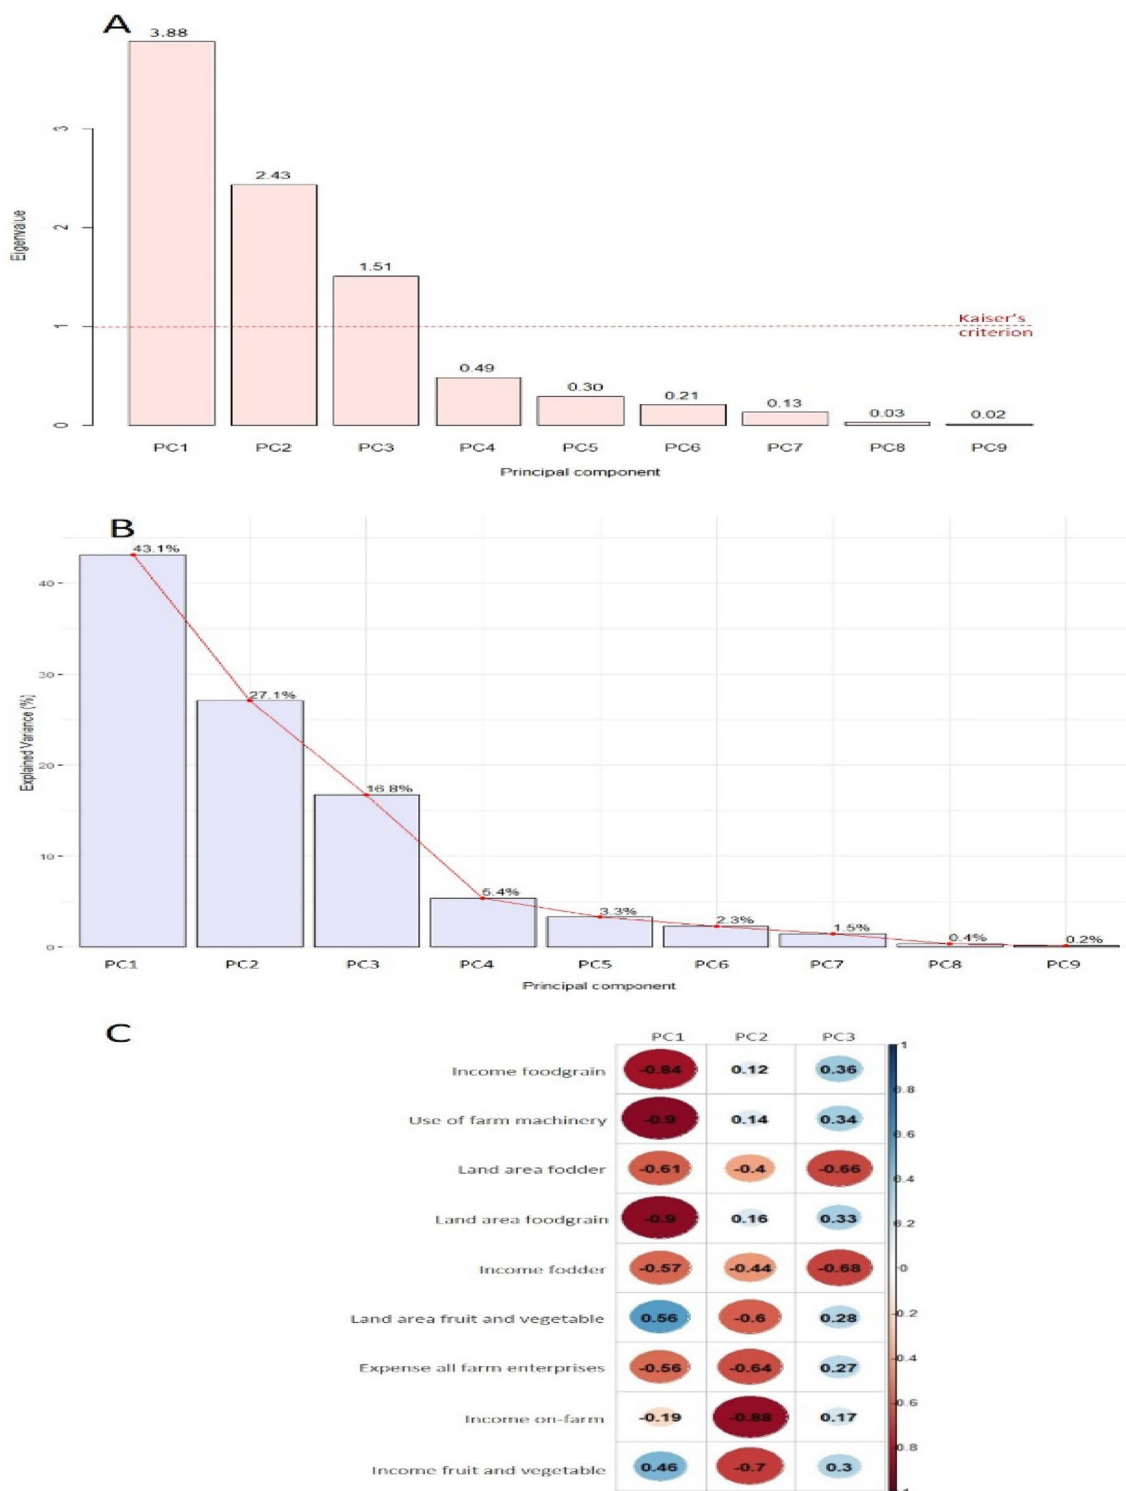 A
3.88
2.43
1.51
0.49
0.30
0.21
0.13
0.03
0.02
Kaiser's
criterion
Eigenvalue
3
2
1
0
PC1 PC2 PC3 PC4 PC5 PC6 PC7 PC8 PC9
Principal component
B
43.1%
27.1%
16.8%
5.4%
3.3%
2.3%
1.5%
0.4%
0.2%
Explained Variance (%)
40
30
20
10
0
PC1 PC2 PC3 PC4 PC5 PC6 PC7 PC8 PC9
Principal component
C
PC1 PC2 PC3
Income foodgrain -0.84 0.12 0.36
Use of farm machinery -0.9 0.14 0.34
Land area fodder -0.61 -0.4 -0.66
Land area foodgrain -0.9 0.16 0.33
Income fodder -0.57 -0.44 -0.68
Land area fruit and vegetable 0.56 -0.6 0.28
Expense all farm enterprises -0.56 -0.64 0.27
Income on-farm -0.19 -0.88 0.17
Income fruit and vegetable 0.46 -0.7 0.3
1
0.8
0.6
0.4
0.2
0
-0.2
-0.4
-0.6
-0.8
-1